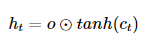 h_t = o ⊙ tanh(c_t)